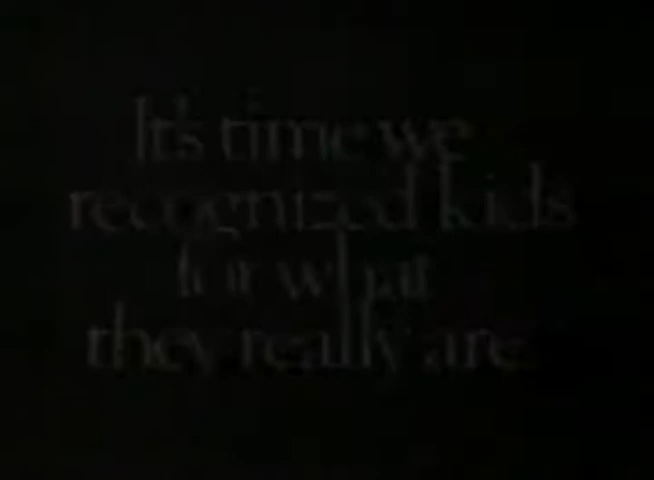 It's time we
recognized kids
for what
they really are.